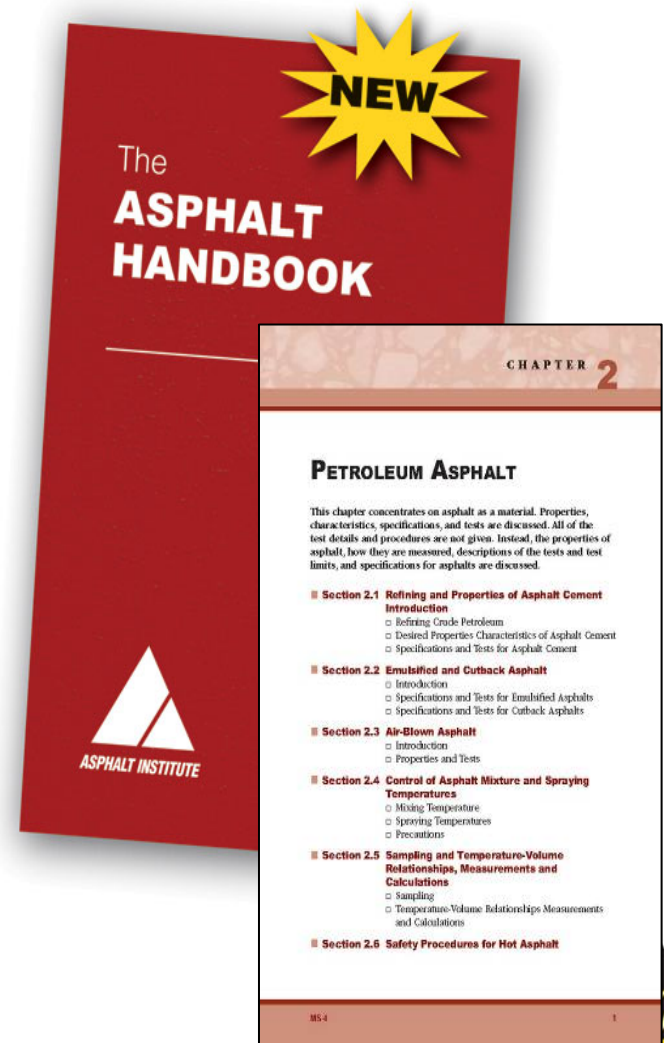 NEW
The
ASPHALT
HANDBOOK
ASPHALT INSTITUTE
CHAPTER 2
PETROLEUM ASPHALT
This chapter concentrates on asphalt as a material. Properties,
characteristics, specifications, and tests are discussed. All of the
test details and procedures are not given. Instead, the properties of
asphalt, how they are measured, descriptions of the tests and test
limits, and specifications for asphalts are discussed.
Section 2.1 Refining and Properties of Asphalt Cement
Introduction
Refining Crude Petroleum
Desired Properties Characteristics of Asphalt Cement
Specifications and Tests for Asphalt Cement
Section 2.2 Emulsified and Cutback Asphalt
Introduction
Specifications and Tests for Emulsified Asphalts
Specifications and Tests for Cutback Asphalts
Section 2.3 Air-Blown Asphalt
Introduction
Properties and Tests
Section 2.4 Control of Asphalt Mixture and Spraying
Temperatures
Mixing Temperature
Spraying Temperatures
Precautions
Section 2.5 Sampling and Temperature-Volume
Relationships, Measurements and
Calculations
Sampling
Temperature-Volume Relationships Measurements
and Calculations
Section 2.6 Safety Procedures for Hot Asphalt
MS-4 1